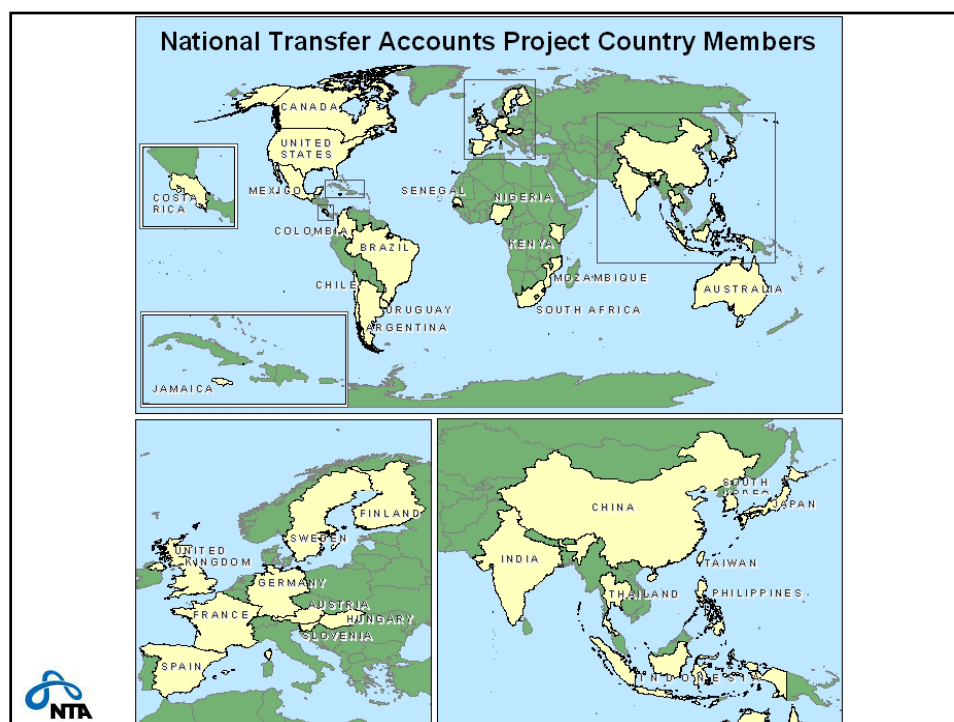 National Transfer Accounts Project Country Members
CANADA
UNITED
STATES
MEXICO
COSTA
RICA
COLOMBIA
BRAZIL
CHILE
URUGUAY
ARGENTINA
JAMAICA
SENEGAL
NIGERIA
KENYA
MOZAMBIQUE
SOUTH AFRICA
AUSTRALIA
FINLAND
SWEDEN
UNITED
KINGDOM
GERMANY
AUSTRIA
FRANCE
HUNGARY
SLOVENIA
SPAIN
SOUTH
KOREA
JAPAN
CHINA
INDIA
TAIWAN
THAILAND
PHILIPPINES
INDONESIA
NTA